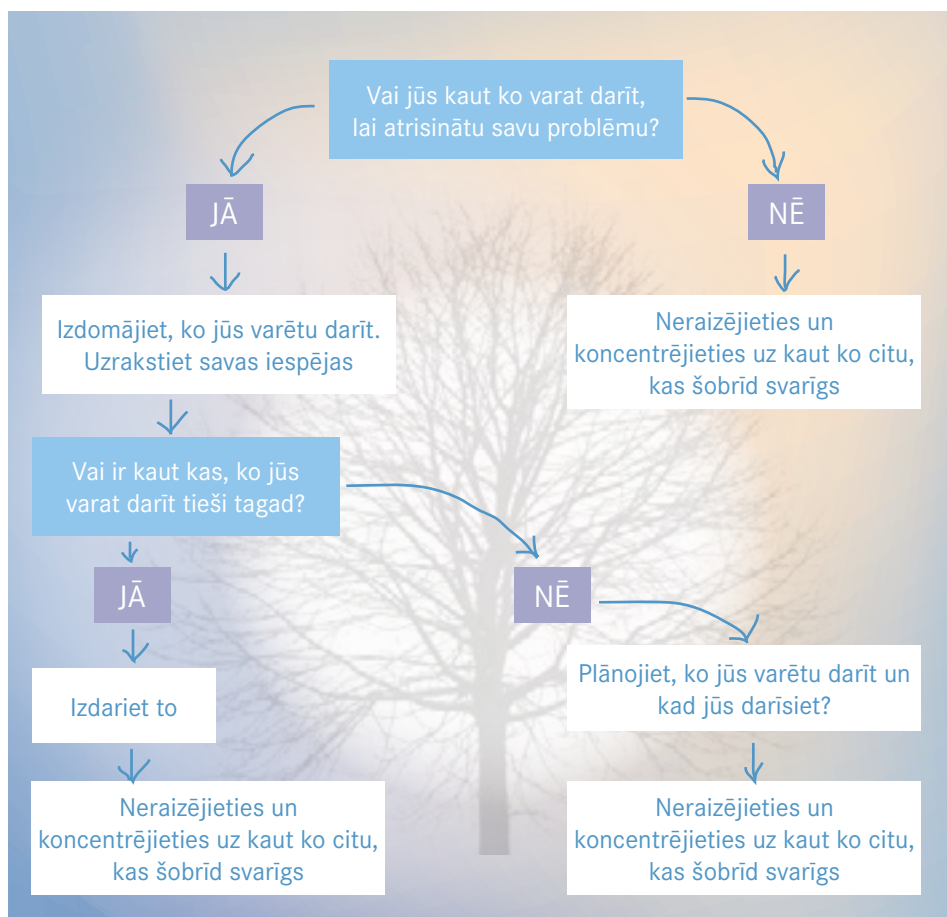 Vai jūs kaut ko varat darīt,
lai atrisinātu savu problēmu?
JĀ
NĒ
Izdomājiet, ko jūs varētu darīt.
Uzrakstiet savas iespējas
Neraizējieties un
koncentrējieties uz kaut ko citu,
kas šobrīd svarīgs
Vai ir kaut kas, ko jūs
varat darīt tieši tagad?
JĀ
NĒ
Izdariet to
Plānojiet, ko jūs varētu darīt un
kad jūs darīsiet?
Neraizējieties un
koncentrējieties uz kaut ko citu,
kas šobrīd svarīgs
Neraizējieties un
koncentrējieties uz kaut ko citu,
kas šobrīd svarīgs